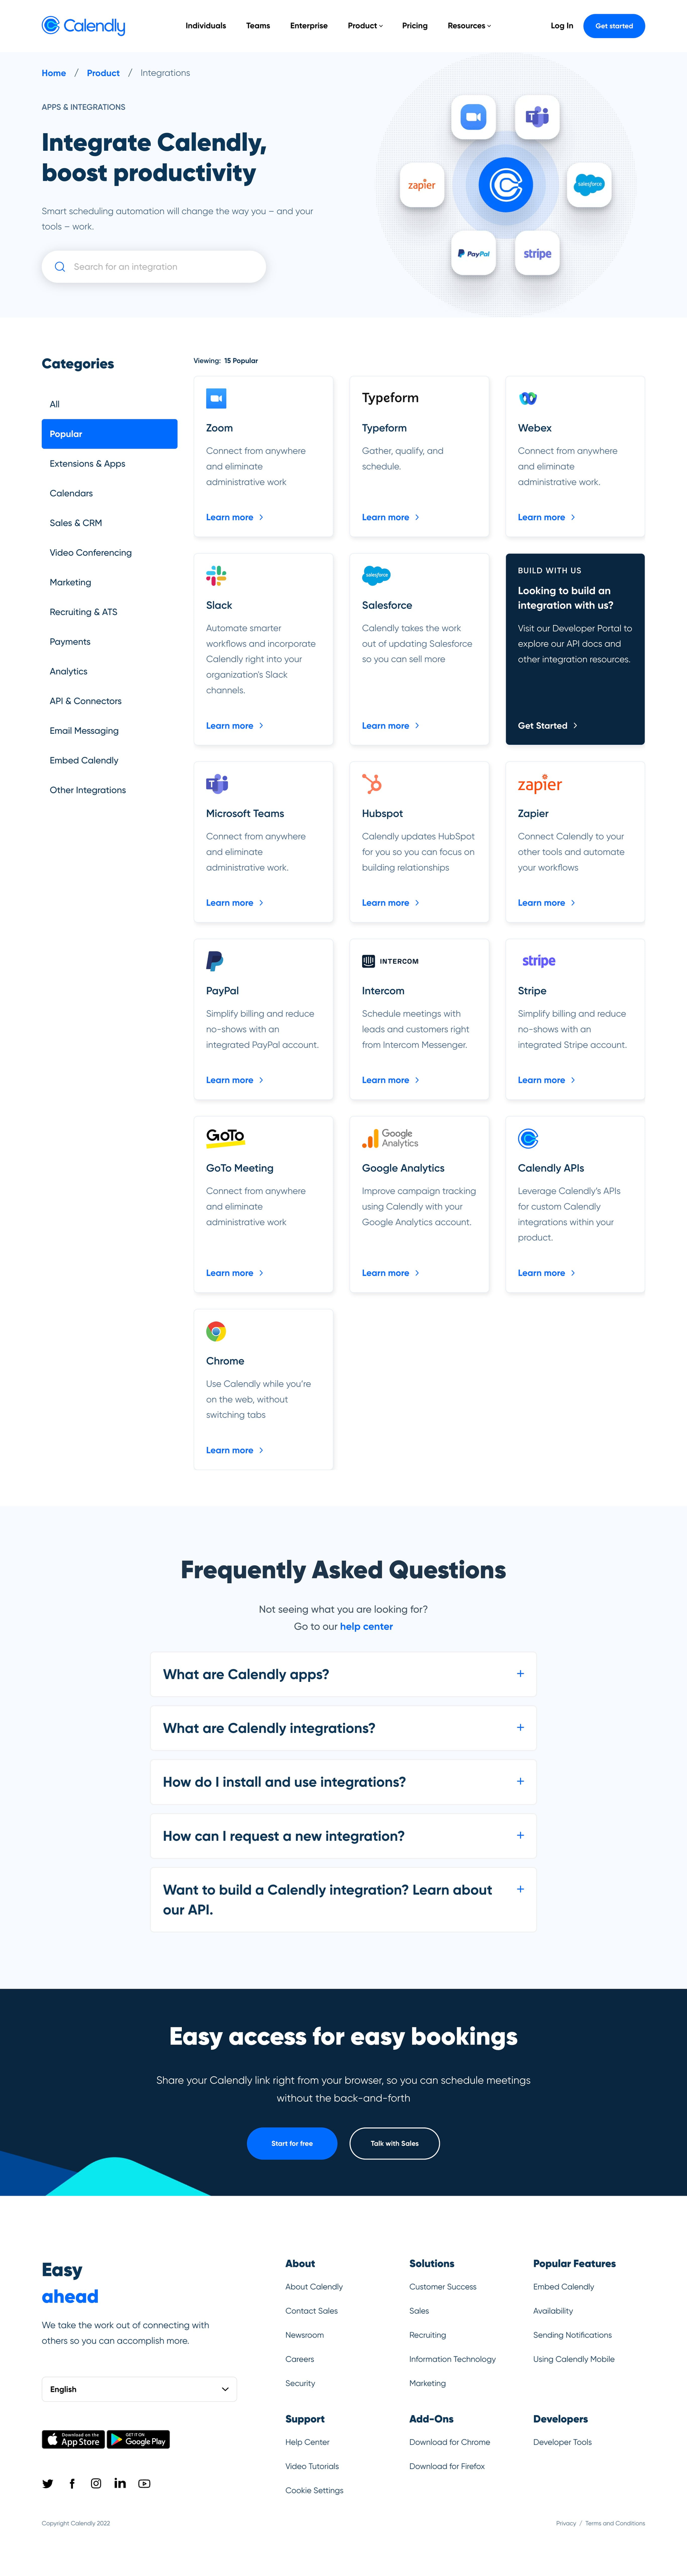 Calendly
Individuals Teams Enterprise Product Pricing Resources Log In Get started
Home / Product / Integrations
APPS & INTEGRATIONS
Integrate Calendly,
boost productivity
Smart scheduling automation will change the way you – and your
tools – work.
Search for an integration
zapier
salesforce
PayPal
stripe
Categories
All
Popular
Extensions & Apps
Calendars
Sales & CRM
Video Conferencing
Marketing
Recruiting & ATS
Payments
Analytics
API & Connectors
Email Messaging
Embed Calendly
Other Integrations
Viewing: 15 Popular
Zoom
Connect from anywhere
and eliminate
administrative work
Learn more
Typeform
Typeform
Gather, qualify, and
schedule.
Learn more
Webex
Connect from anywhere
and eliminate
administrative work.
Learn more
Slack
Automate smarter
workflows and incorporate
Calendly right into your
organization's Slack
channels.
Learn more
salesforce
Salesforce
Calendly takes the work
out of updating Salesforce
so you can sell more
Learn more
BUILD WITH US
Looking to build an
integration with us?
Visit our Developer Portal to
explore our API docs and
other integration resources.
Get Started
Microsoft Teams
Connect from anywhere
and eliminate
administrative work.
Learn more
Hubspot
Calendly updates HubSpot
for you so you can focus on
building relationships
Learn more
zapier
Zapier
Connect Calendly to your
other tools and automate
your workflows
Learn more
PayPal
Simplify billing and reduce
no-shows with an
integrated PayPal account.
Learn more
INTERCOM
Intercom
Schedule meetings with
leads and customers right
from Intercom Messenger.
Learn more
stripe
Stripe
Simplify billing and reduce
no-shows with an
integrated Stripe account.
Learn more
GoTo
GoTo Meeting
Connect from anywhere
and eliminate
administrative work
Learn more
Google
Analytics
Google Analytics
Improve campaign tracking
using Calendly with your
Google Analytics account.
Learn more
Calendly APIs
Leverage Calendly's APIs
for custom Calendly
integrations within your
product.
Learn more
Chrome
Use Calendly while you're
on the web, without
switching tabs
Learn more
Frequently Asked Questions
Not seeing what you are looking for?
Go to our help center
What are Calendly apps? +
What are Calendly integrations? +
How do I install and use integrations? +
How can I request a new integration? +
Want to build a Calendly integration? Learn about +
our API.
Easy access for easy bookings
Share your Calendly link right from your browser, so you can schedule meetings
without the back-and-forth
Start for free Talk with Sales
Easy
ahead
We take the work out of connecting with
others so you can accomplish more.
English
Download on the
App Store
GET IT ON
Google Play
About
About Calendly
Contact Sales
Newsroom
Careers
Security
Solutions
Customer Success
Sales
Recruiting
Information Technology
Marketing
Popular Features
Embed Calendly
Availability
Sending Notifications
Using Calendly Mobile
Support
Help Center
Video Tutorials
Cookie Settings
Add-Ons
Download for Chrome
Download for Firefox
Developers
Developer Tools
Copyright Calendly 2022
Privacy / Terms and Conditions